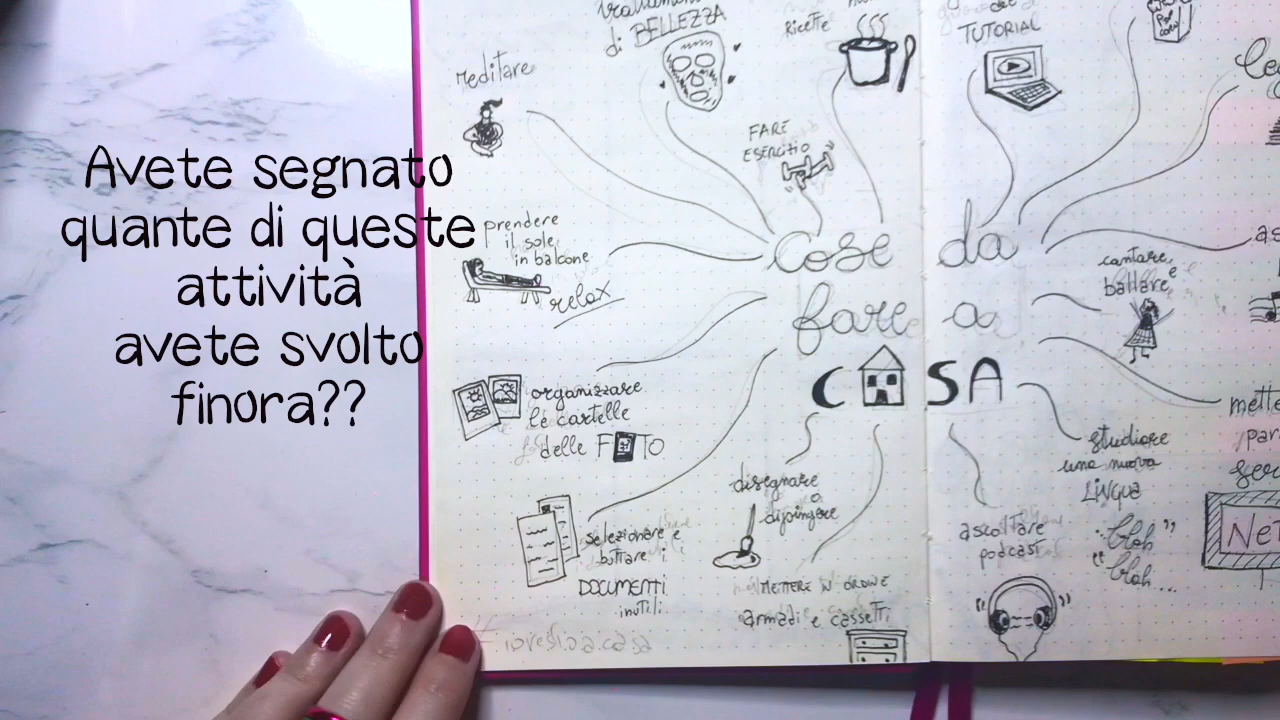 Avete segnato
quante di queste
attività
avete svolto
finora??
di BELLEZZA
Ricette
TUTORIAL
meditare
FARE
ESERCIZIO
prendere
il sole
in balcone
relax
Cose da
fare a
CASA
cantare e
ballare
organizzare
le cartelle
delle FOTO
disegnare
o
dipingere
studiare
una nuova
LINGUA
"blah"
"blah...
selezionare e
buttare i
DOCUMENTI
inutili
METTERE IN ORDINE
armadi e cassetti
ascoltare
podcast
#iorestoacasa